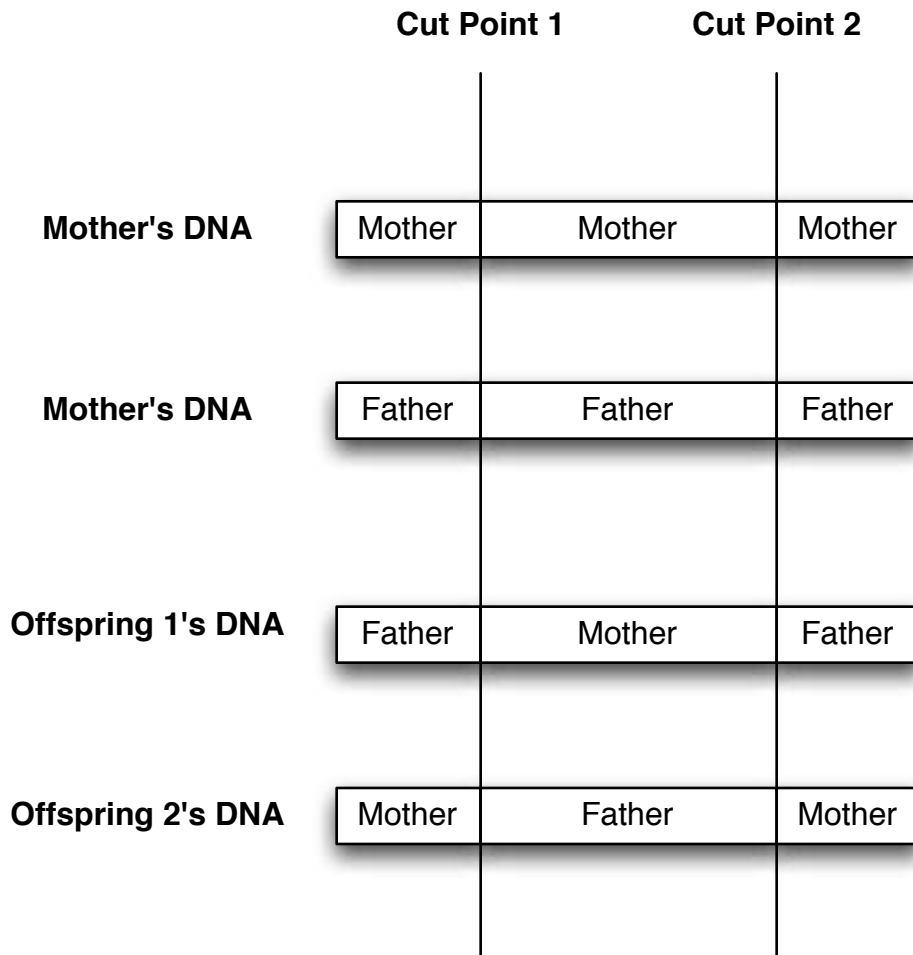 Cut Point 1 Cut Point 2
Mother's DNA Mother Mother Mother
Mother's DNA Father Father Father
Offspring 1's DNA Father Mother Father
Offspring 2's DNA Mother Father Mother